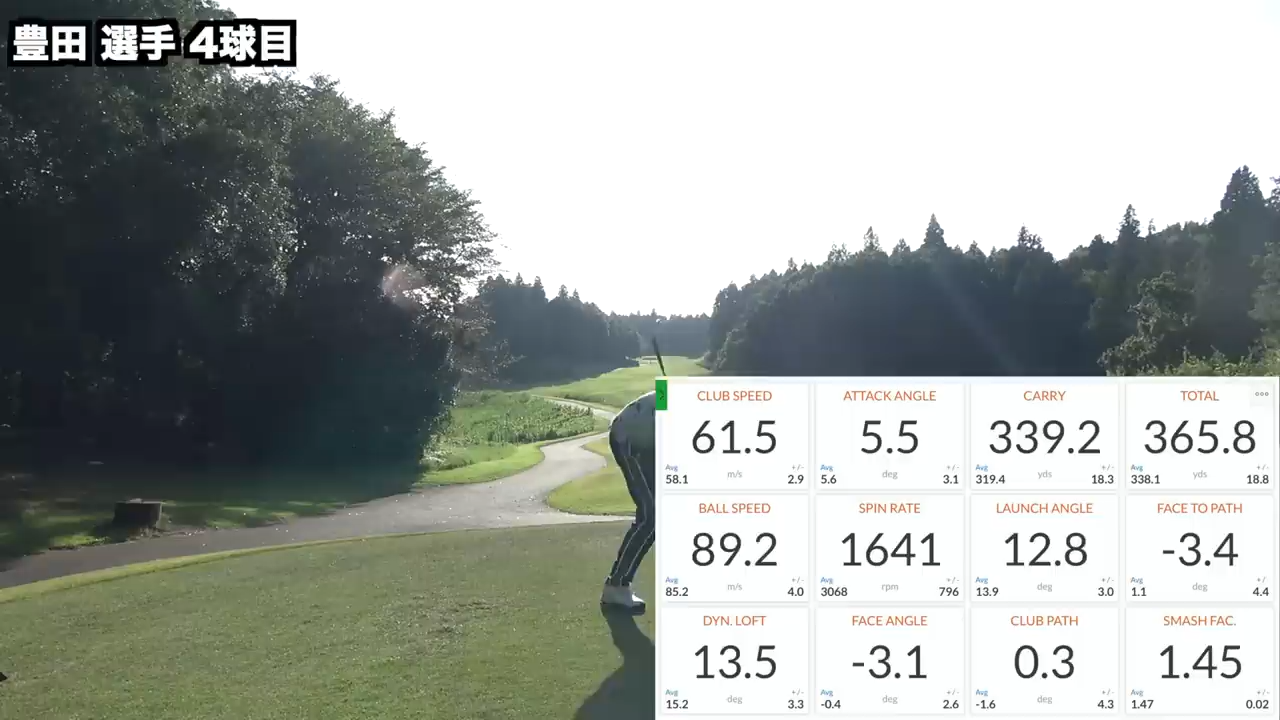 豊田 選手 4球目
CLUB SPEED
61.5
Avg
58.1
m/s
+/-
2.9
ATTACK ANGLE
5.5
Avg
5.6
deg
+/-
3.1
CARRY
339.2
Avg
319.4
yds
+/-
18.3
TOTAL
365.8
Avg
338.1
yds
+/-
18.8
BALL SPEED
89.2
Avg
85.2
m/s
+/-
4.0
SPIN RATE
1641
Avg
3068
rpm
+/-
796
LAUNCH ANGLE
12.8
Avg
13.9
deg
+/-
3.0
FACE TO PATH
-3.4
Avg
1.1
deg
+/-
4.4
DYN. LOFT
13.5
Avg
15.2
deg
+/-
3.3
FACE ANGLE
-3.1
Avg
-0.4
deg
+/-
2.6
CLUB PATH
0.3
Avg
-1.6
deg
+/-
4.3
SMASH FAC.
1.45
Avg
1.47
+/-
0.02